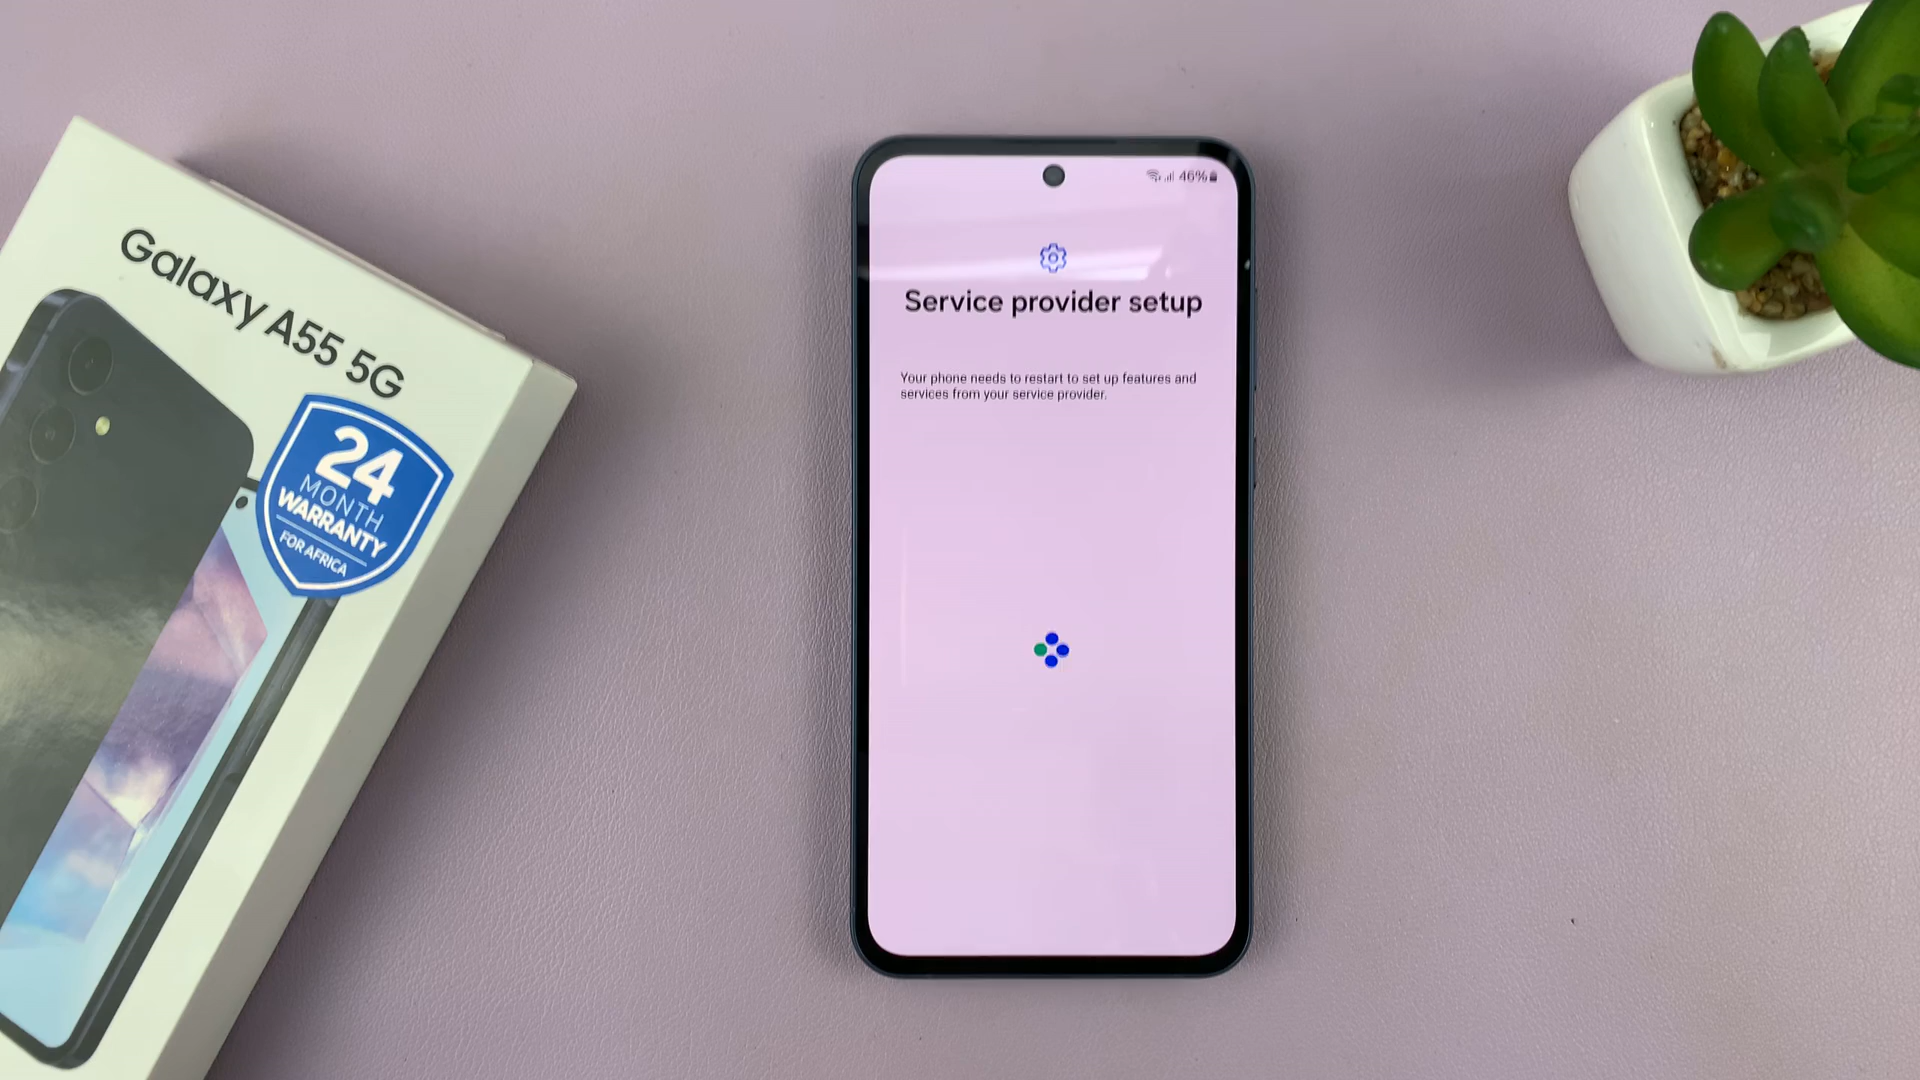 Galaxy A55 5G
24
MONTH
WARRANTY
FOR AFRICA
46%
Service provider setup
Your phone needs to restart to set up features and
services from your service provider.